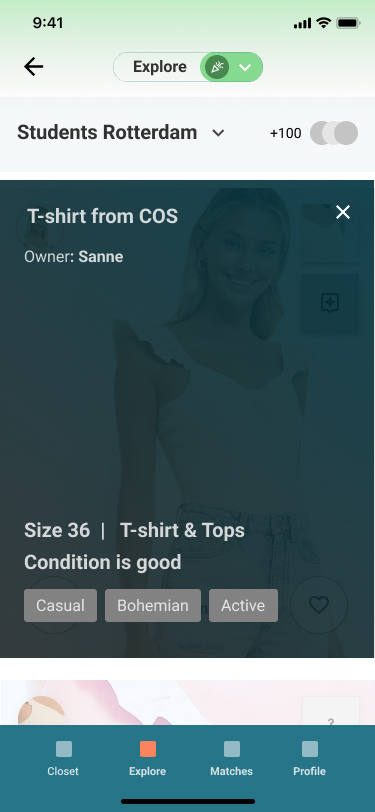 9:41
Explore
Students Rotterdam
+100
T-shirt from COS
Owner: Sanne
Size 36 | T-shirt & Tops
Condition is good
Casual Bohemian Active
?
Closet Explore Matches Profile